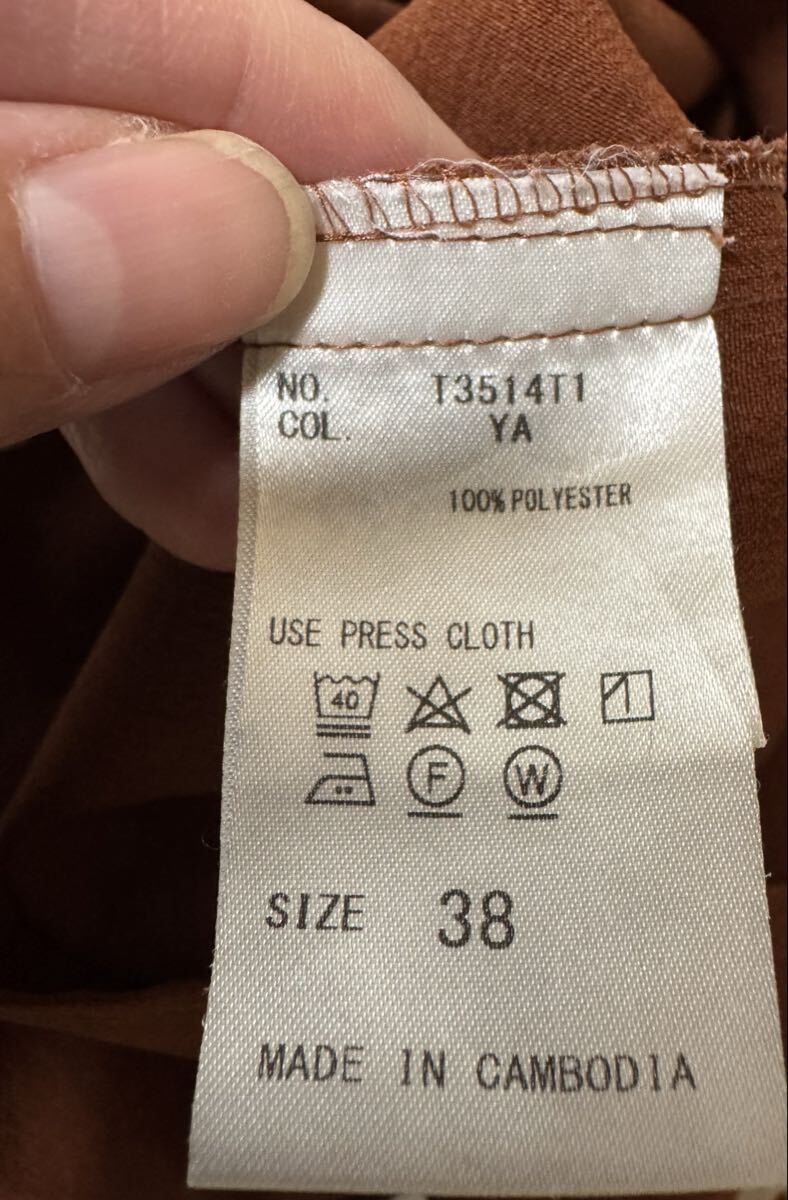 NO. T3514T1
COL. YA
100% POLYESTER
USE PRESS CLOTH
40
F W
SIZE 38
MADE IN CAMBODIA